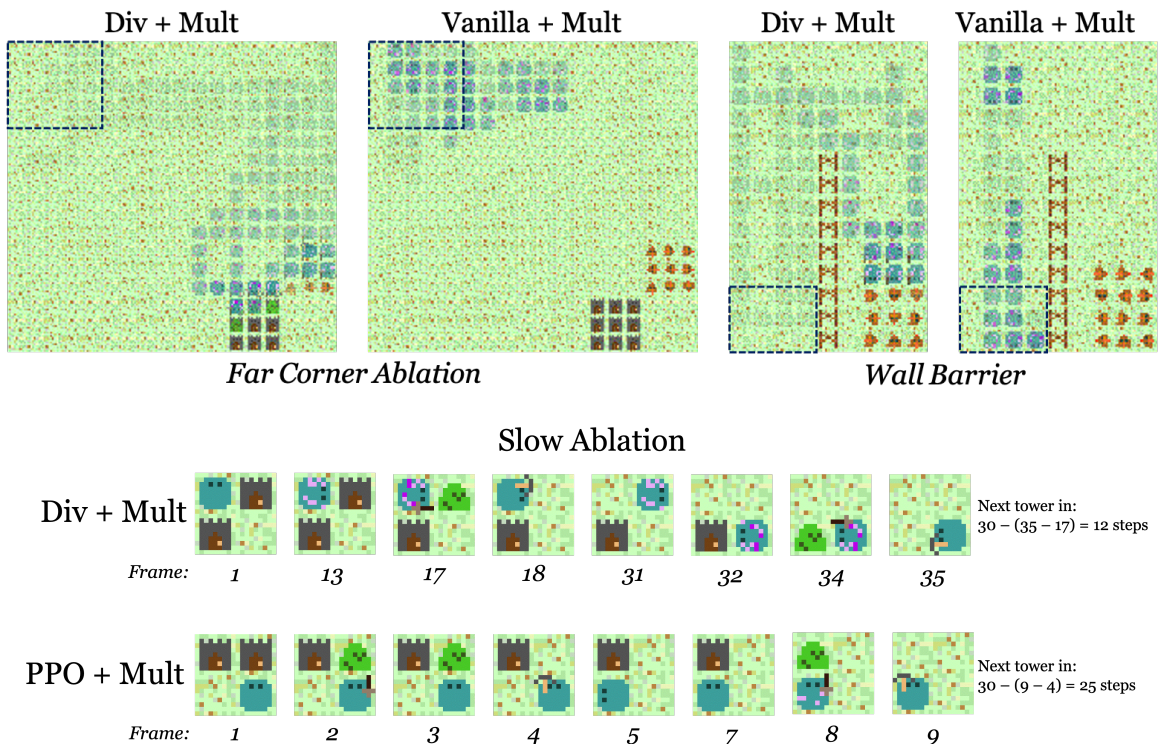 Div + Mult
Vanilla + Mult
Div + Mult
Vanilla + Mult
Far Corner Ablation
Wall Barrier
Slow Ablation
Div + Mult
Next tower in:
30 – (35 – 17) = 12 steps
Frame: 1 13 17 18 31 32 34 35
PPO + Mult
Next tower in:
30 – (9 – 4) = 25 steps
Frame: 1 2 3 4 5 7 8 9